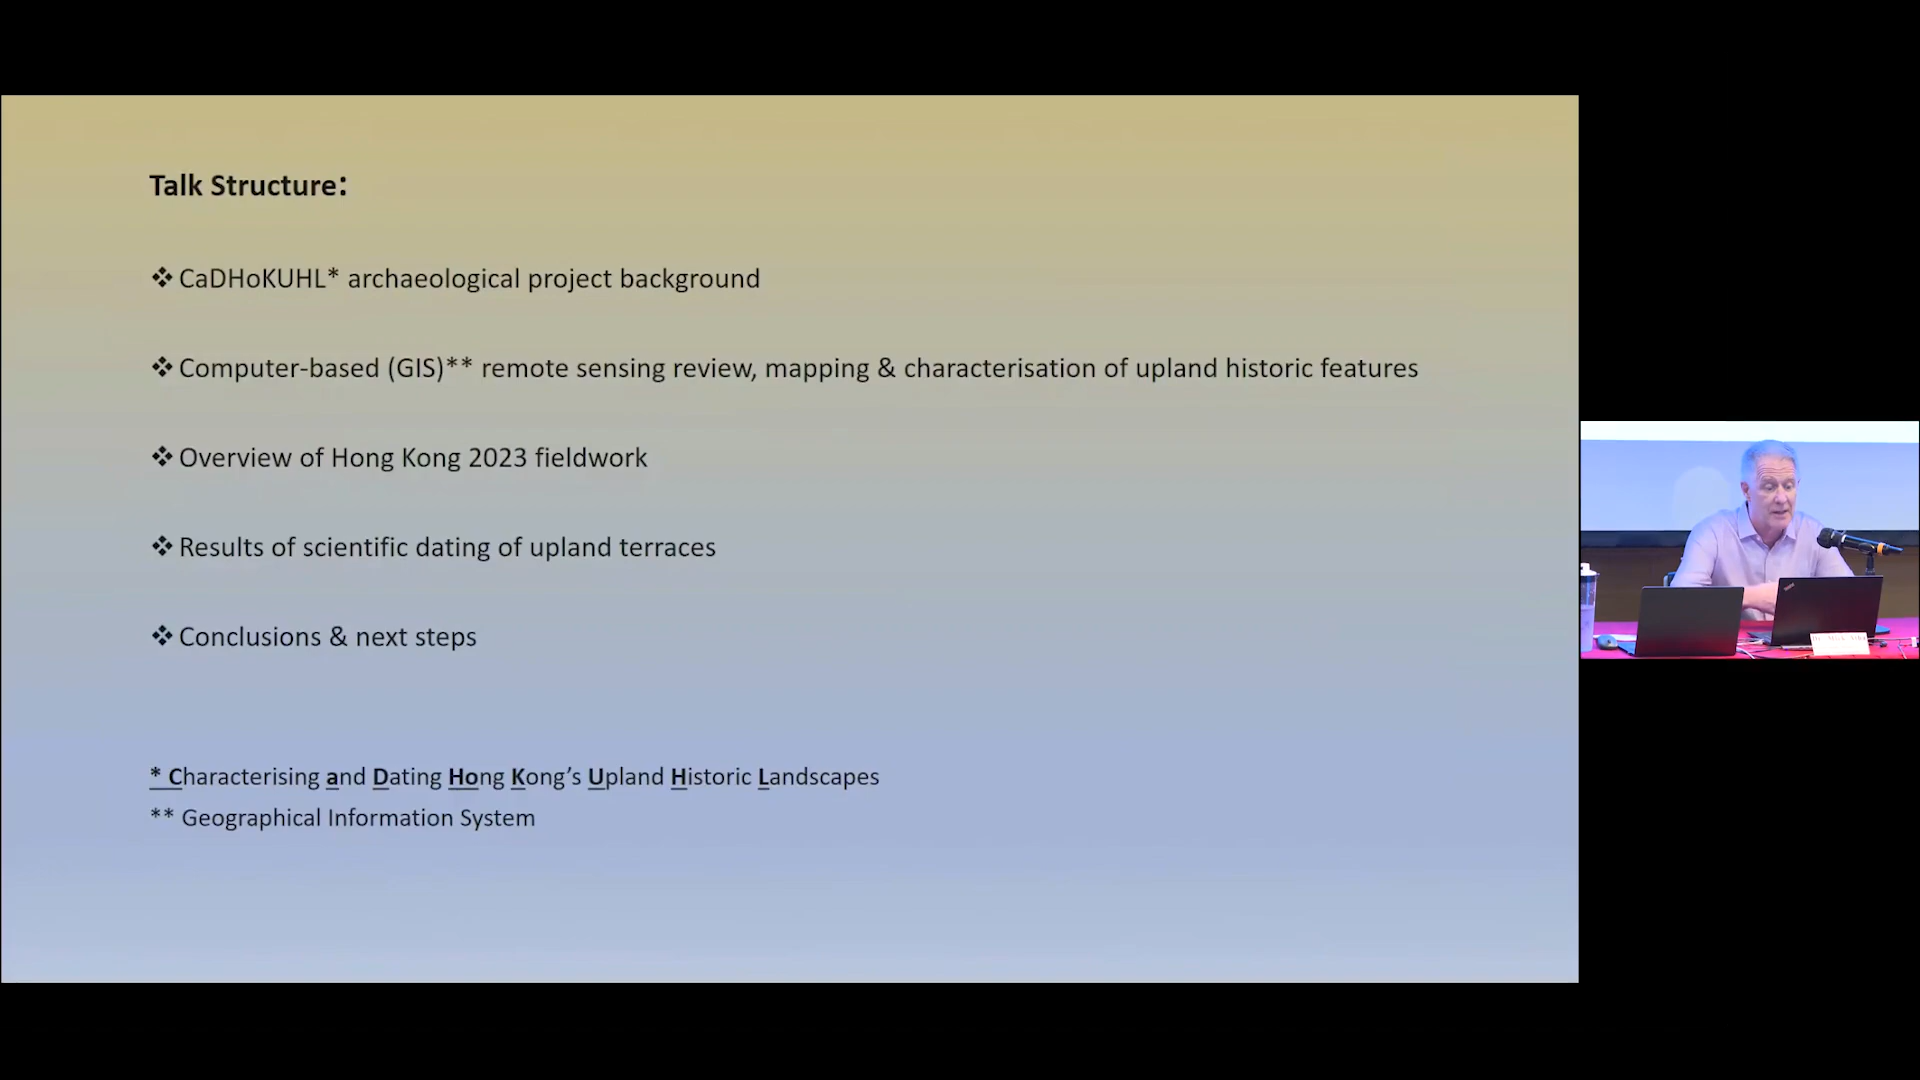 Talk Structure:
❖ CaDHoKUHL* archaeological project background
❖ Computer-based (GIS)** remote sensing review, mapping & characterisation of upland historic features
❖ Overview of Hong Kong 2023 fieldwork
❖ Results of scientific dating of upland terraces
❖ Conclusions & next steps
* Characterising and Dating Hong Kong’s Upland Historic Landscapes
** Geographical Information System